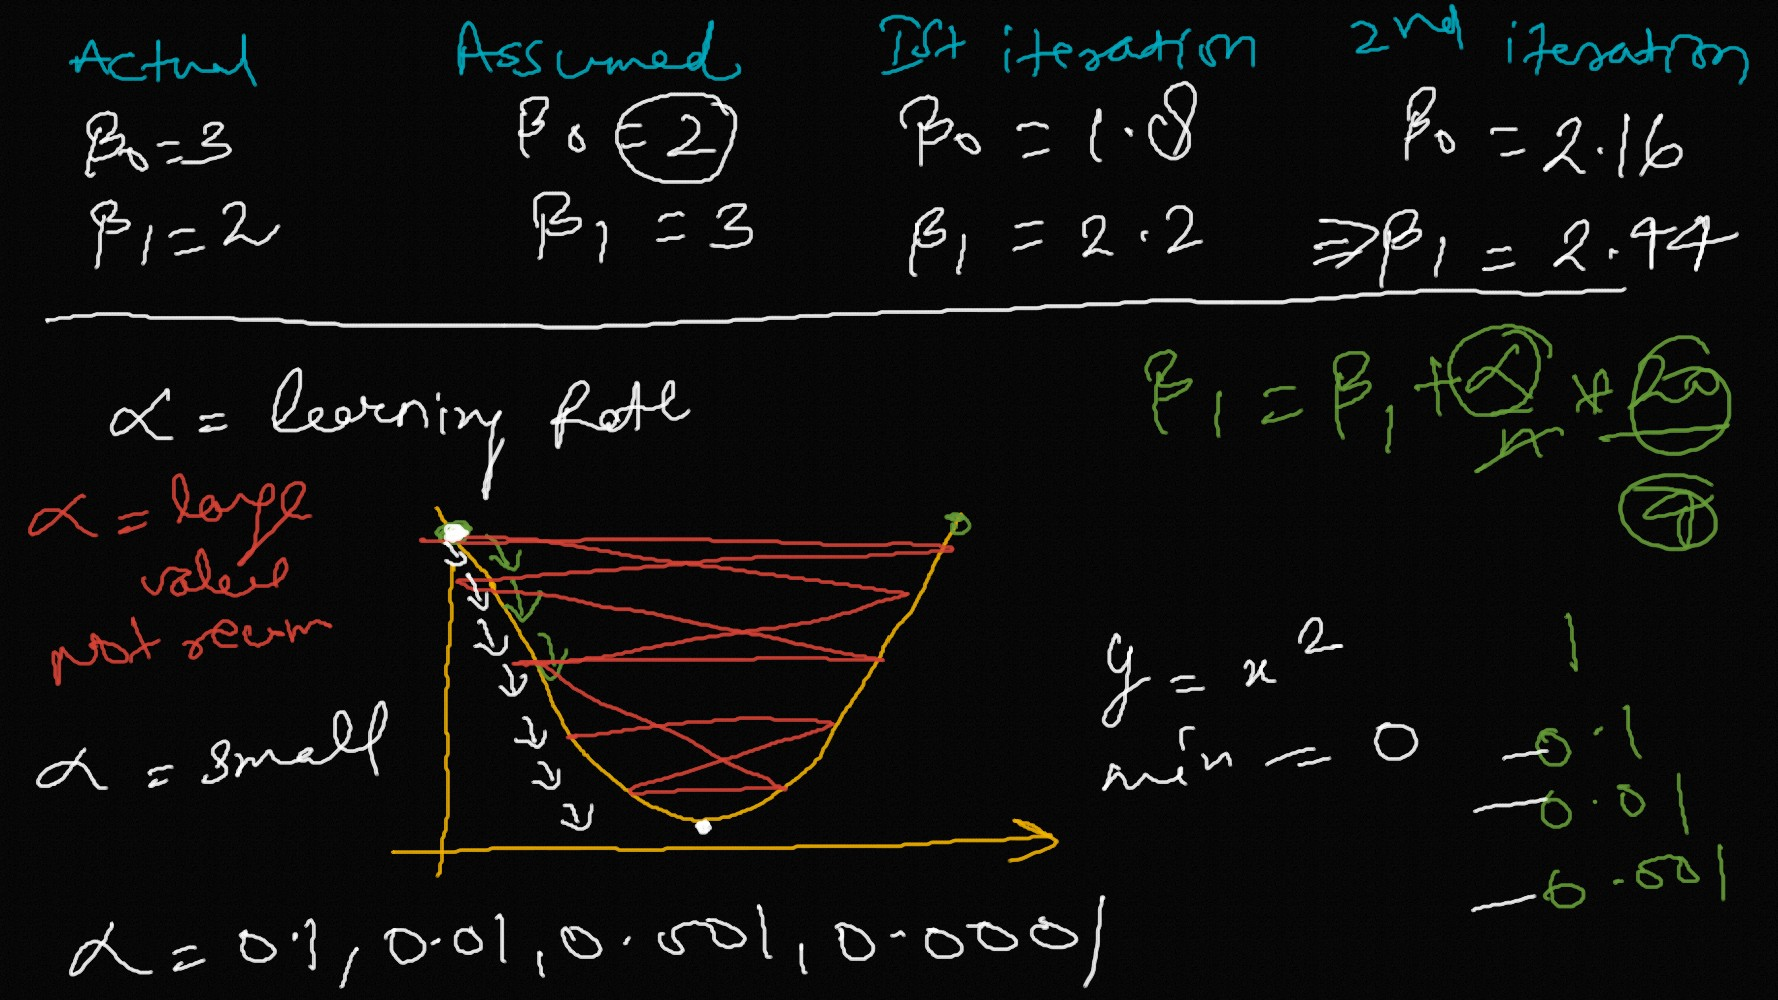 Actual Assumed Ist iteration 2nd iteration
β0=3 β0=2 β0=1.8 β0=2.16
β1=2 β1=3 β1=2.2 ⇒β1=2.44
α = learning Rate
β1 = β1 + α/n *
α = large
value
not recom
α = small
y = x²
min = 0
1
0.1
0.01
0.001
α = 0.1, 0.01, 0.001, 0.0001